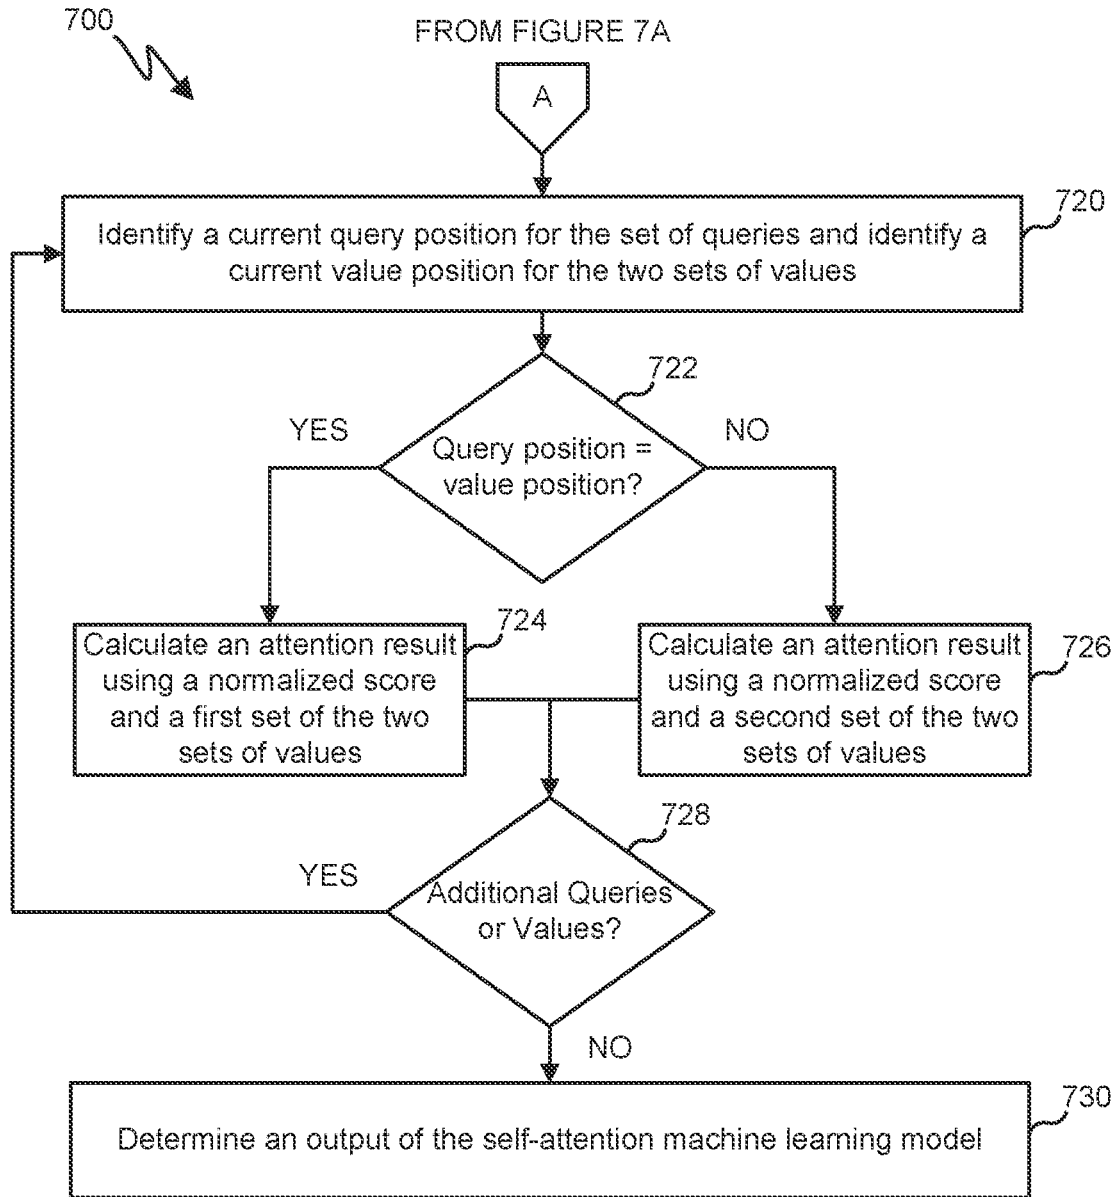 700
FROM FIGURE 7A
A
720
Identify a current query position for the set of queries and identify a
current value position for the two sets of values
722
YES
NO
Query position =
value position?
724
Calculate an attention result
using a normalized score
and a first set of the two
sets of values
726
Calculate an attention result
using a normalized score
and a second set of the two
sets of values
728
YES
Additional Queries
or Values?
NO
730
Determine an output of the self-attention machine learning model